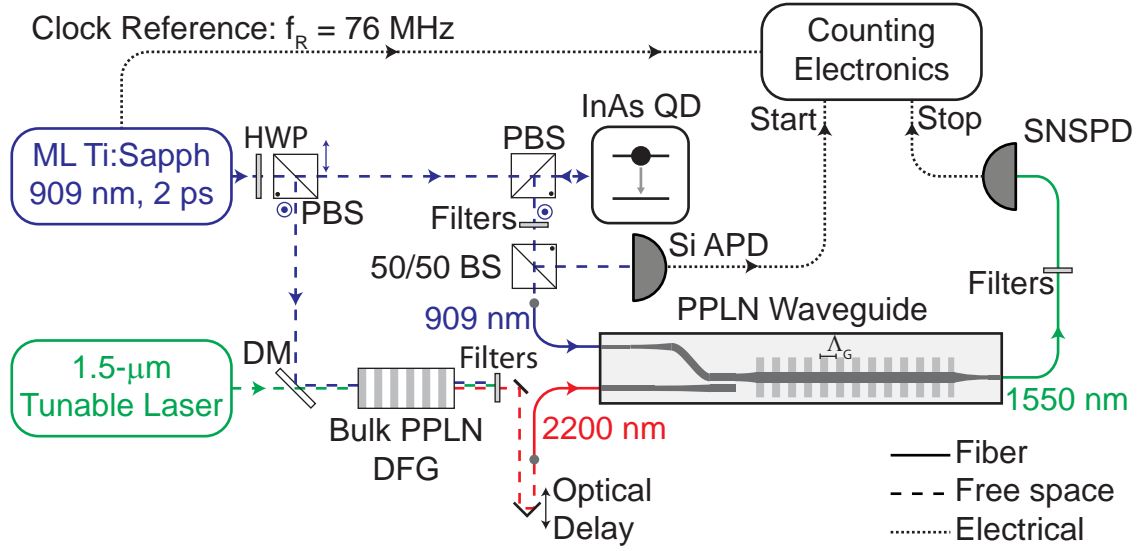 Clock Reference: f_R = 76 MHz
Counting
Electronics
Start
Stop
SNSPD
InAs QD
HWP
PBS
ML Ti:Sapph
909 nm, 2 ps
PBS
Filters
50/50 BS
Si APD
Filters
909 nm
PPLN Waveguide
Λ_G
DM
Filters
1.5-μm
Tunable Laser
Bulk PPLN
DFG
2200 nm
1550 nm
Optical
Delay
Fiber
Free space
Electrical